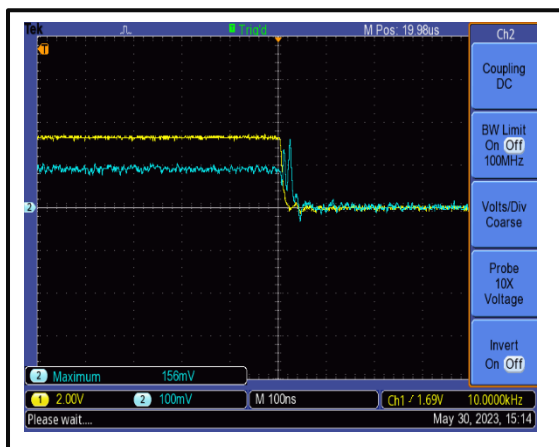 Tek Trig'd M Pos: 19.98us Ch2
T
Coupling
DC
BW Limit
On Off
100MHz
2
Volts/Div
Coarse
Probe
10X
Voltage
Invert
On Off
2 Maximum 156mV
1 2.00V 2 100mV M 100ns Ch1 / 1.69V 10.0000kHz
Please wait.... May 30, 2023, 15:14